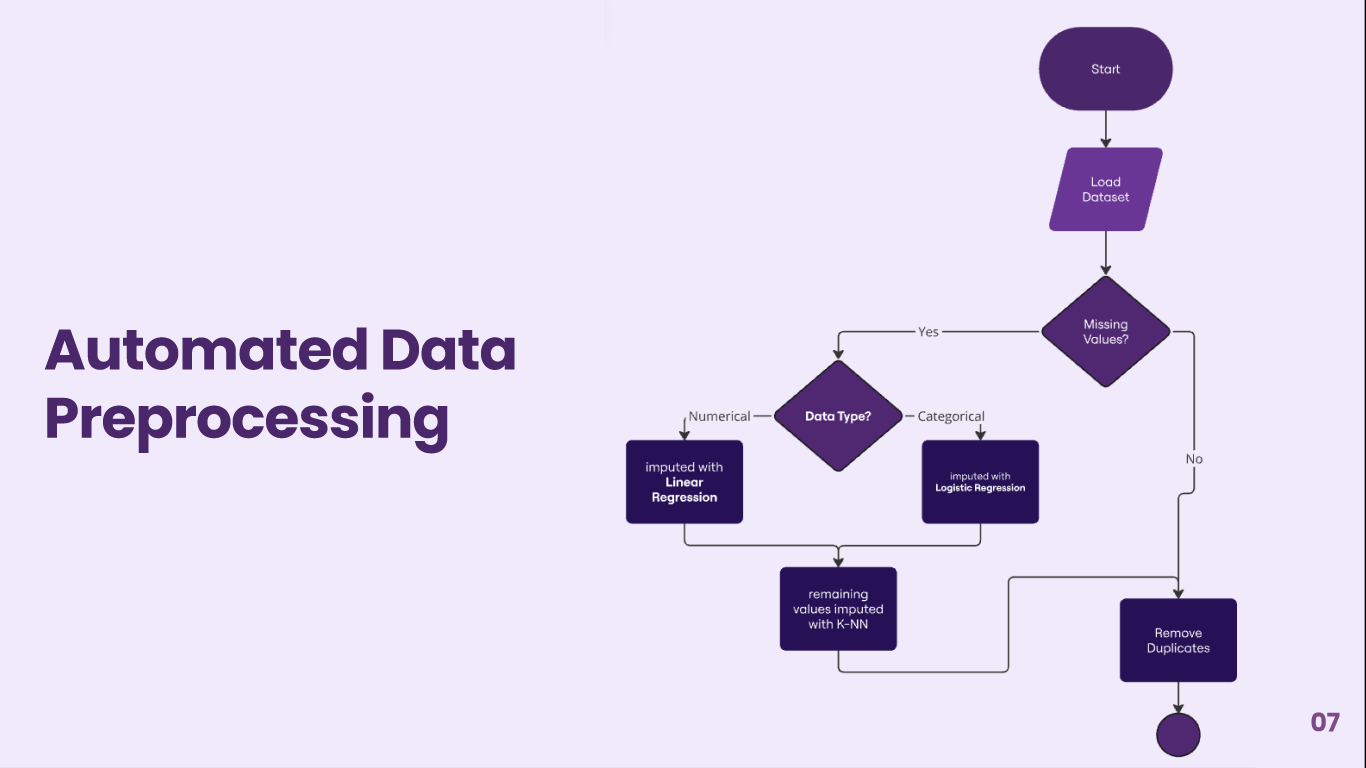 Automated Data
Preprocessing
Start
Load
Dataset
Missing
Values?
Yes
No
Data Type?
Numerical
Categorical
imputed with
Linear
Regression
imputed with
Logistic Regression
remaining
values imputed
with K-NN
Remove
Duplicates
07